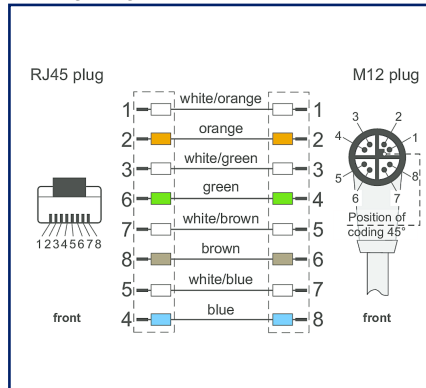 RJ45 plug
M12 plug
white/orange
1 1
orange
2 2
white/green
3 3
green
6 4
white/brown
7 5
brown
8 6
white/blue
5 7
blue
4 8
12345678
front
3 2
4 1
5 8
6 7
Position of
coding 45°
front